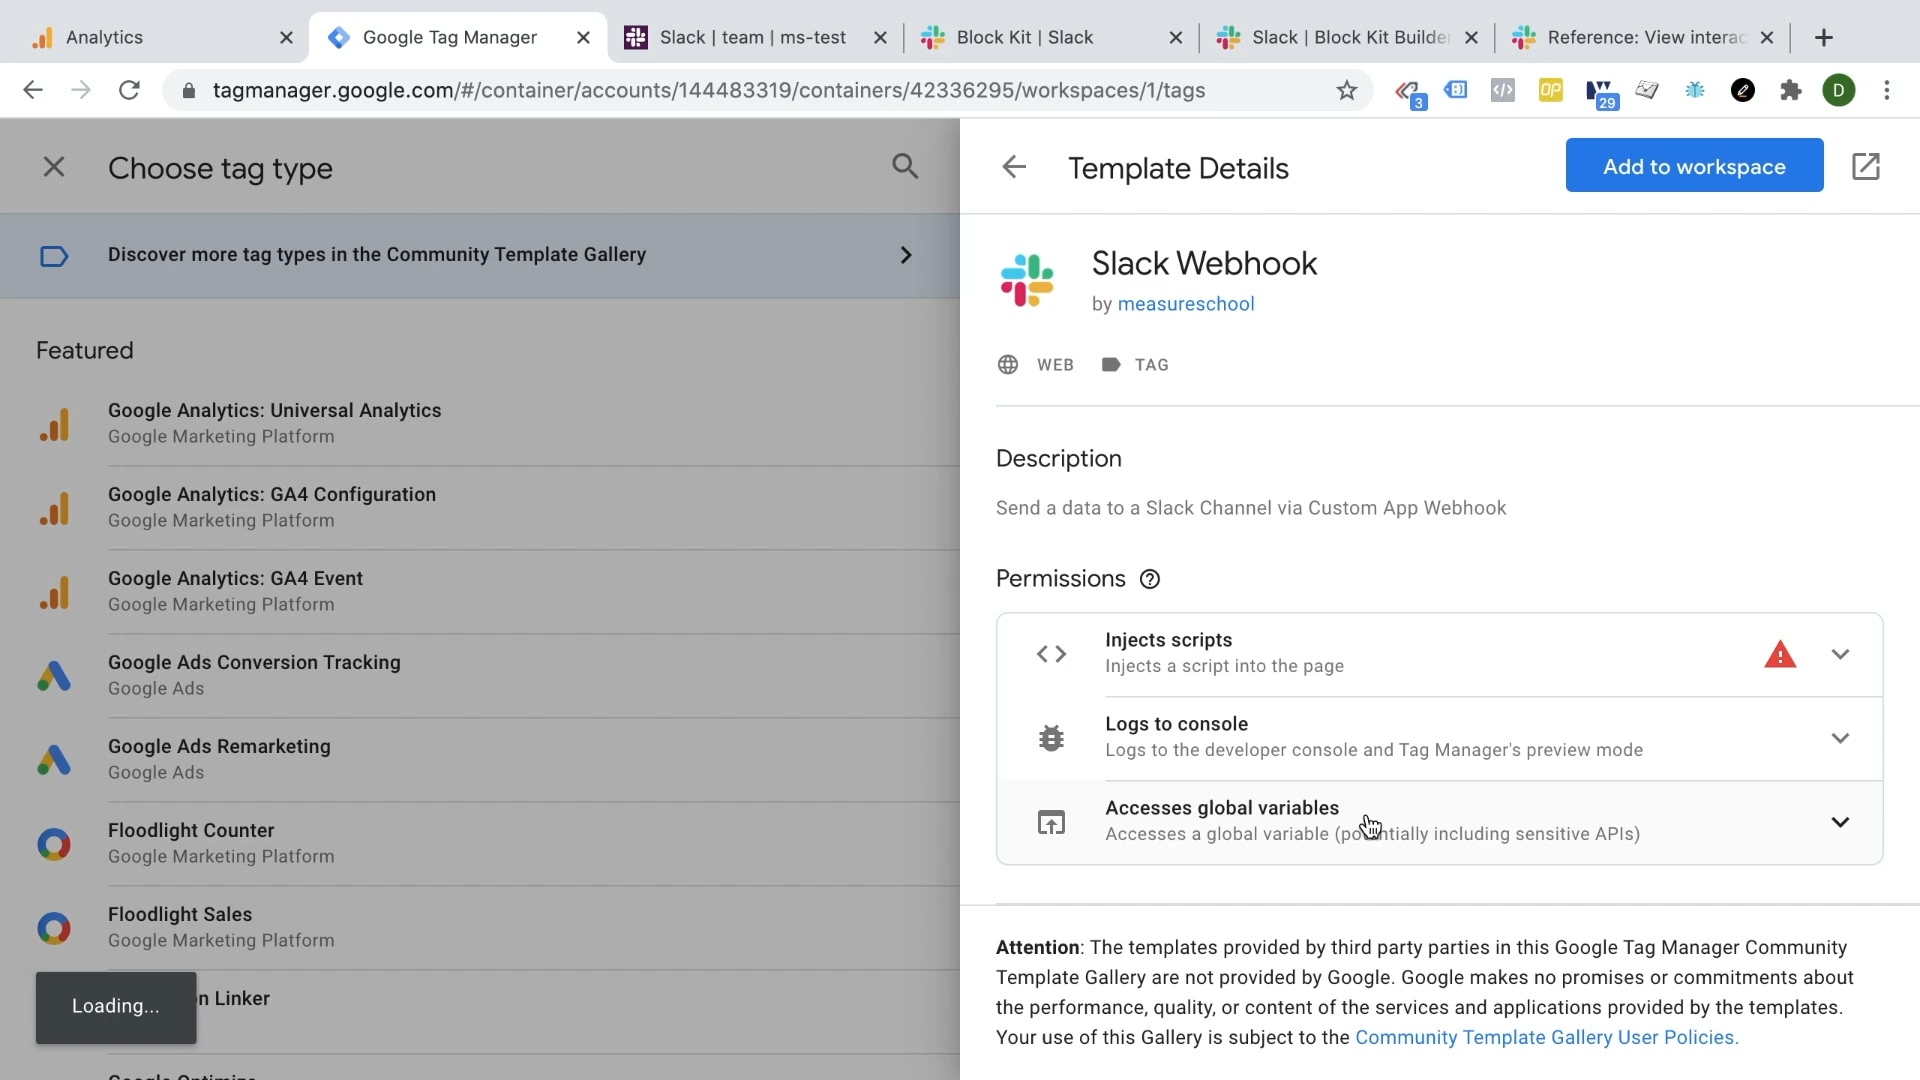 Analytics
Google Tag Manager
Slack | team | ms-test
Block Kit | Slack
Slack | Block Kit Builder
Reference: View interac
tagmanager.google.com/#/container/accounts/144483319/containers/42336295/workspaces/1/tags
3
OP
29
D
Choose tag type
Discover more tag types in the Community Template Gallery
Featured
Google Analytics: Universal Analytics
Google Marketing Platform
Google Analytics: GA4 Configuration
Google Marketing Platform
Google Analytics: GA4 Event
Google Marketing Platform
Google Ads Conversion Tracking
Google Ads
Google Ads Remarketing
Google Ads
Floodlight Counter
Google Marketing Platform
Floodlight Sales
Google Marketing Platform
n Linker
Loading...
Template Details
Add to workspace
Slack Webhook
by measureschool
WEB
TAG
Description
Send a data to a Slack Channel via Custom App Webhook
Permissions
Injects scripts
Injects a script into the page
Logs to console
Logs to the developer console and Tag Manager's preview mode
Accesses global variables
Accesses a global variable (potentially including sensitive APIs)
Attention: The templates provided by third party parties in this Google Tag Manager Community
Template Gallery are not provided by Google. Google makes no promises or commitments about
the performance, quality, or content of the services and applications provided by the templates.
Your use of this Gallery is subject to the Community Template Gallery User Policies.